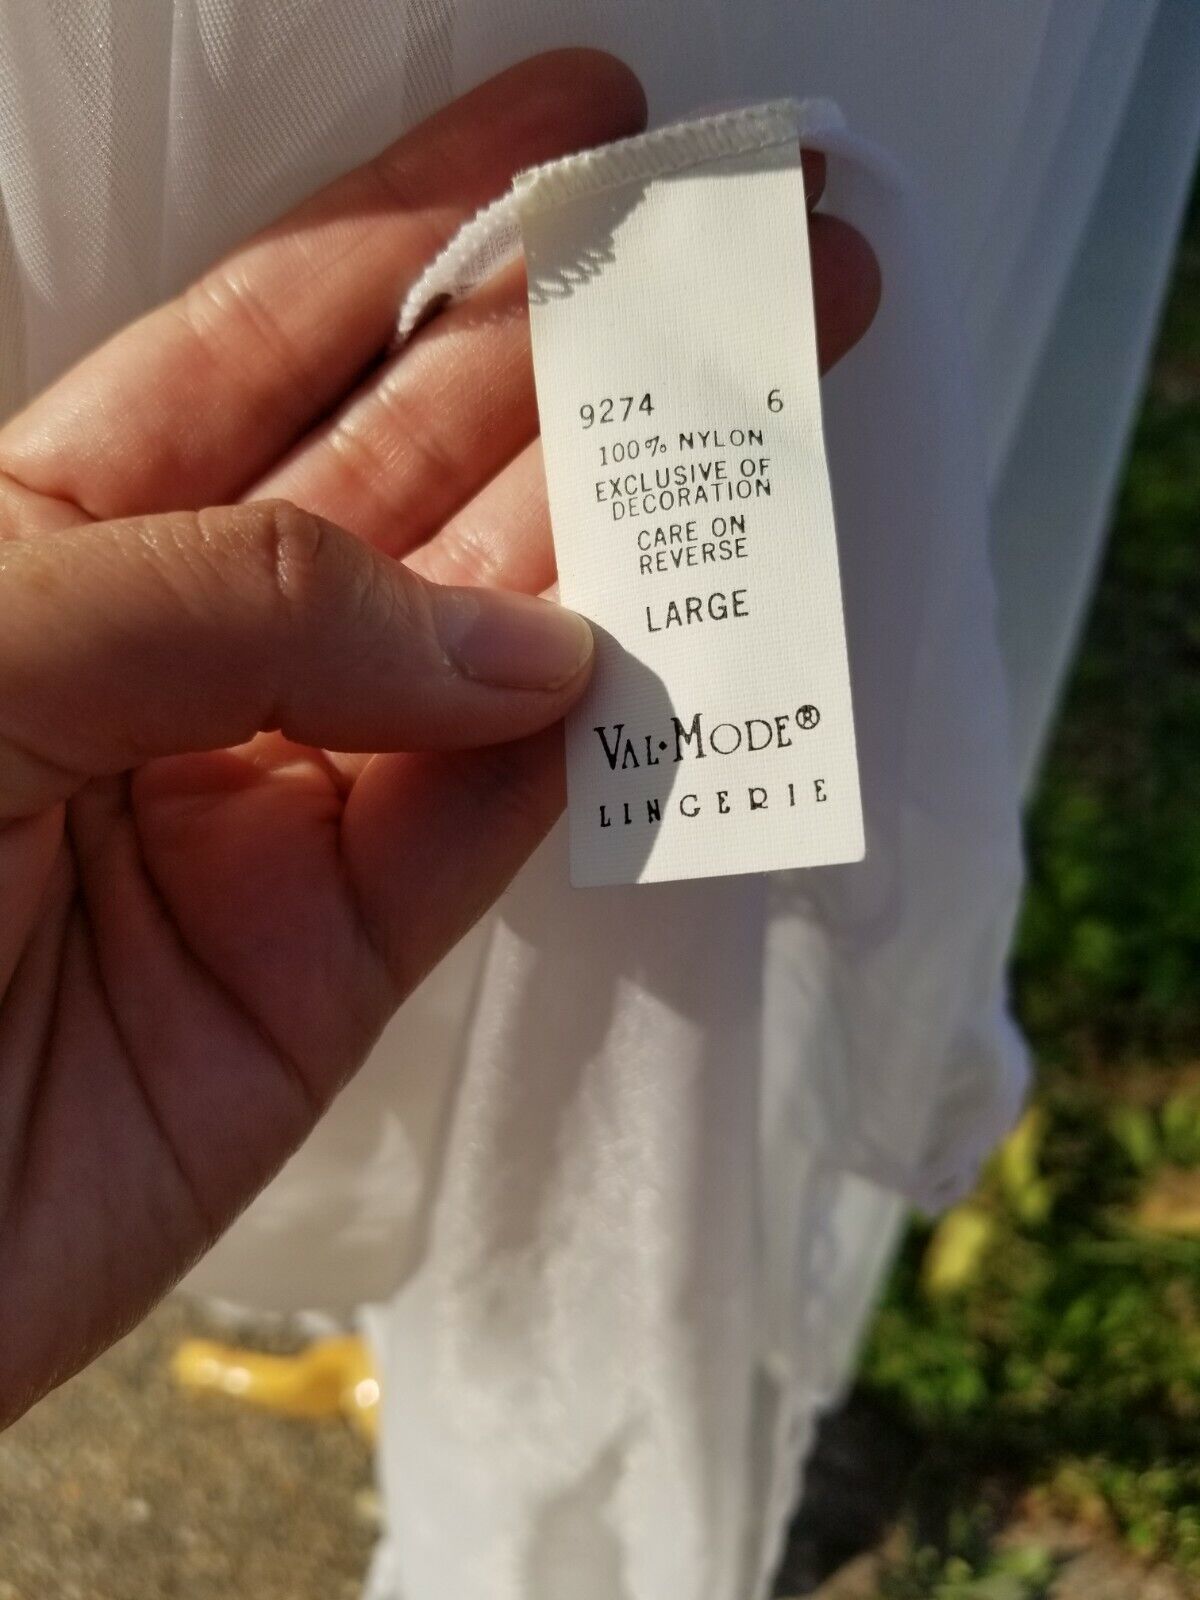 9274 6
100% NYLON
EXCLUSIVE OF
DECORATION
CARE ON
REVERSE
LARGE
VAL·MODE®
LINGERIE